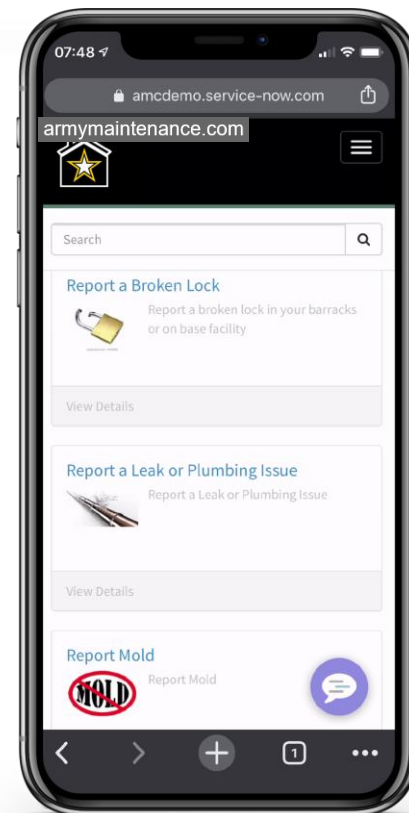 07:48
amcdemo.service-now.com
armymaintenance.com
Search
Report a Broken Lock
Report a broken lock in your barracks
or on base facility
View Details
Report a Leak or Plumbing Issue
Report a Leak or Plumbing Issue
View Details
Report Mold
MOLD
Report Mold
1